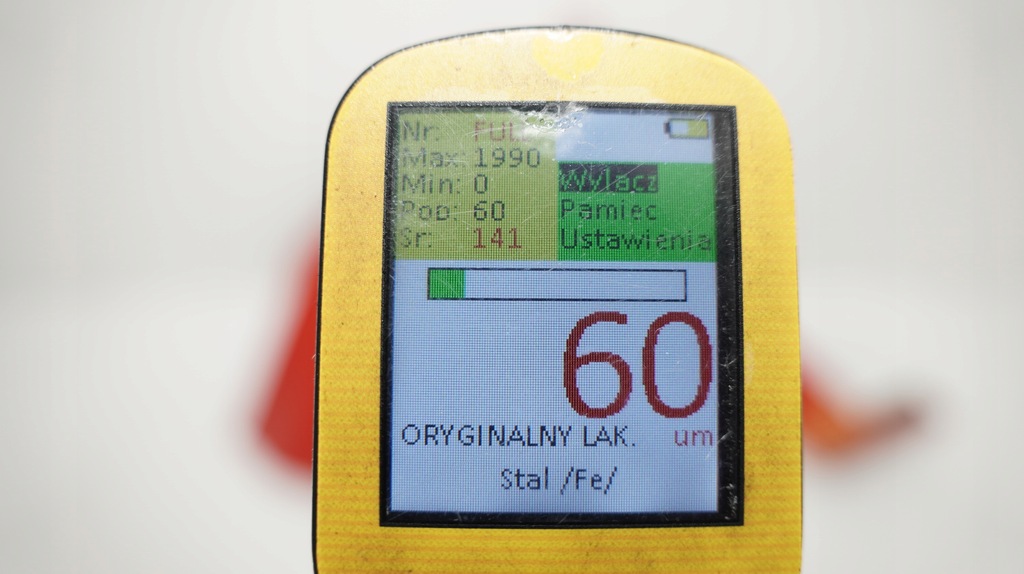 Nr: FUL
Max: 1990
Min: 0
Pop: 60
Sr: 141
Wylacz
Pamiec
Ustawienia
60
ORYGINALNY LAK. um
Stal /Fe/